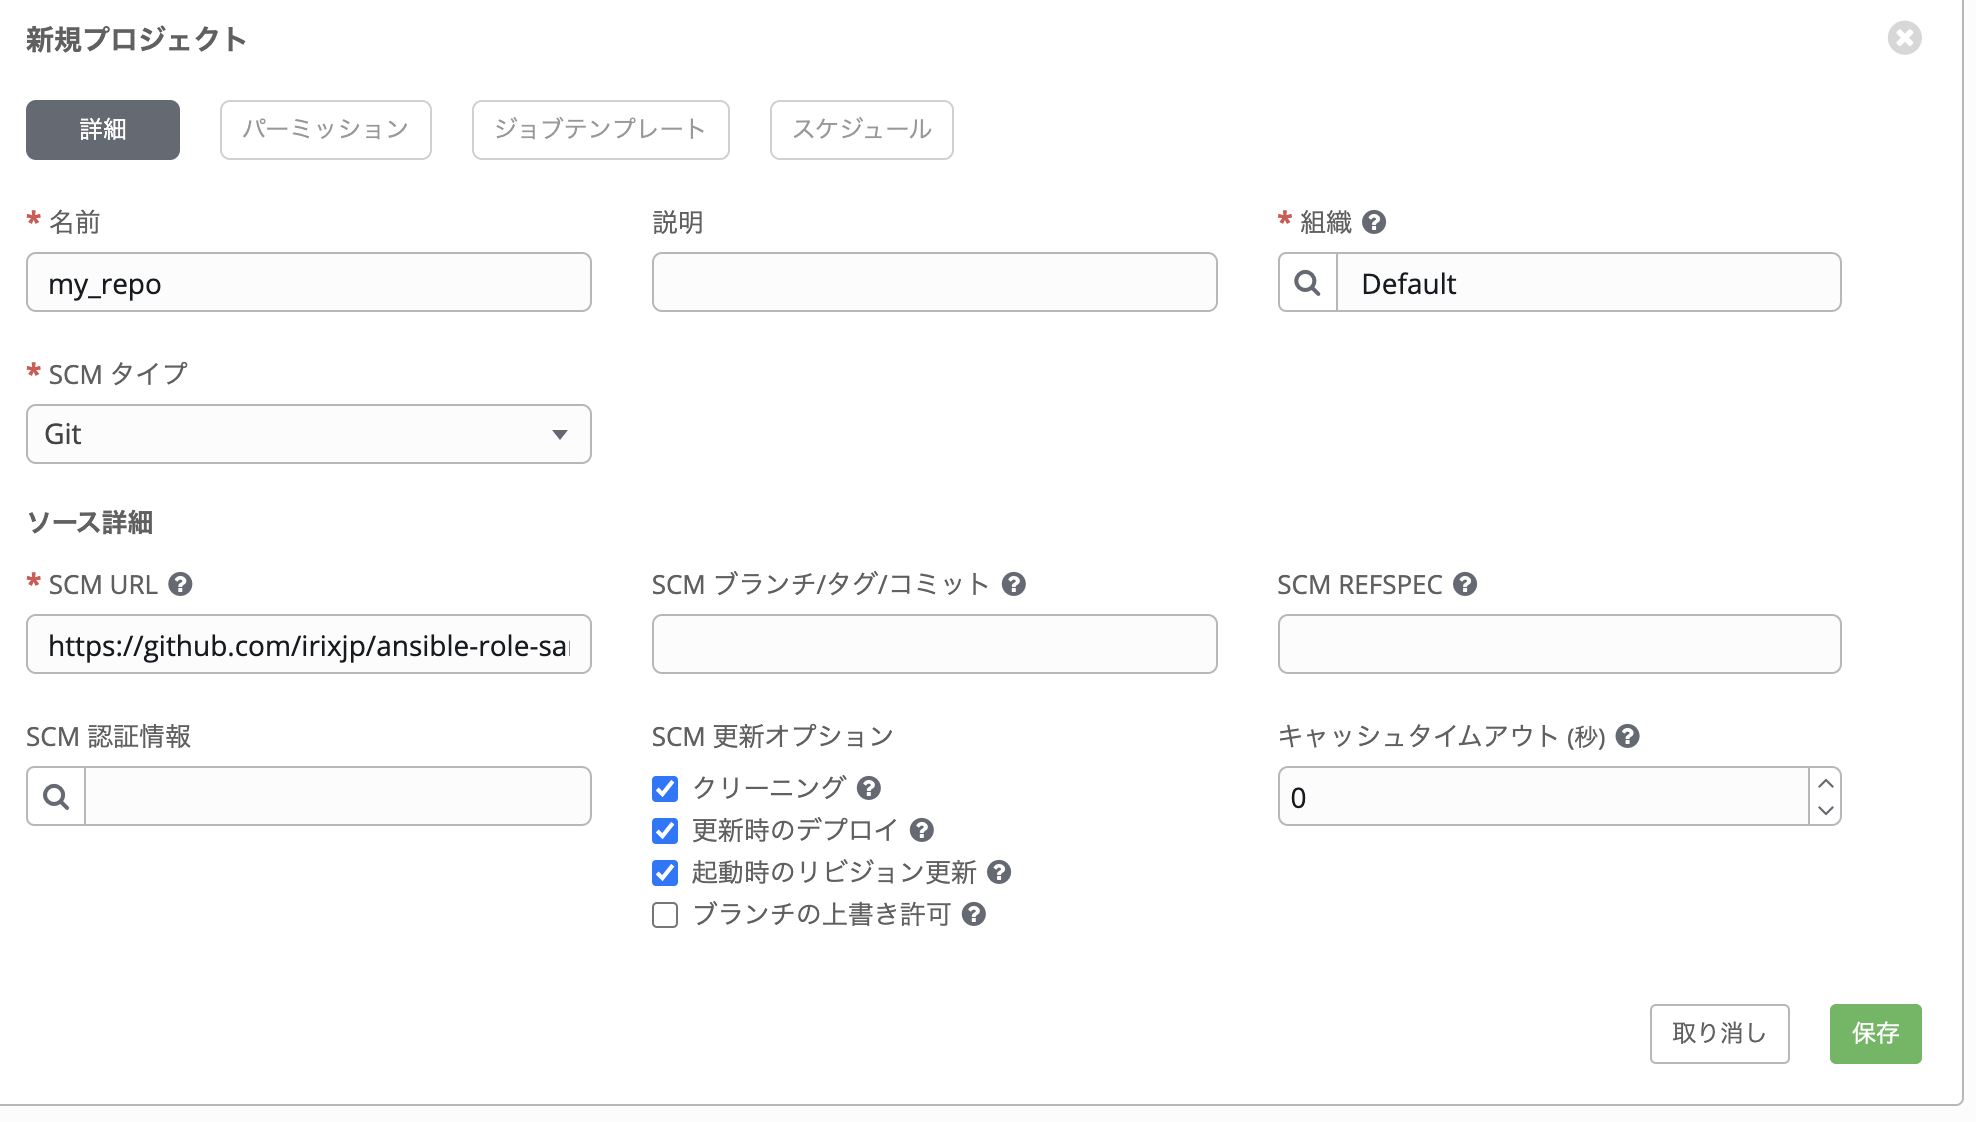 新規プロジェクト
詳細 パーミッション ジョブテンプレート スケジュール
* 名前 説明 * 組織
my_repo Default
* SCM タイプ
Git
ソース詳細
* SCM URL SCM ブランチ/タグ/コミット SCM REFSPEC
https://github.com/irixjp/ansible-role-sa
SCM 認証情報 SCM 更新オプション キャッシュタイムアウト (秒)
クリーニング
0
更新時のデプロイ
起動時のリビジョン更新
ブランチの上書き許可
取り消し 保存